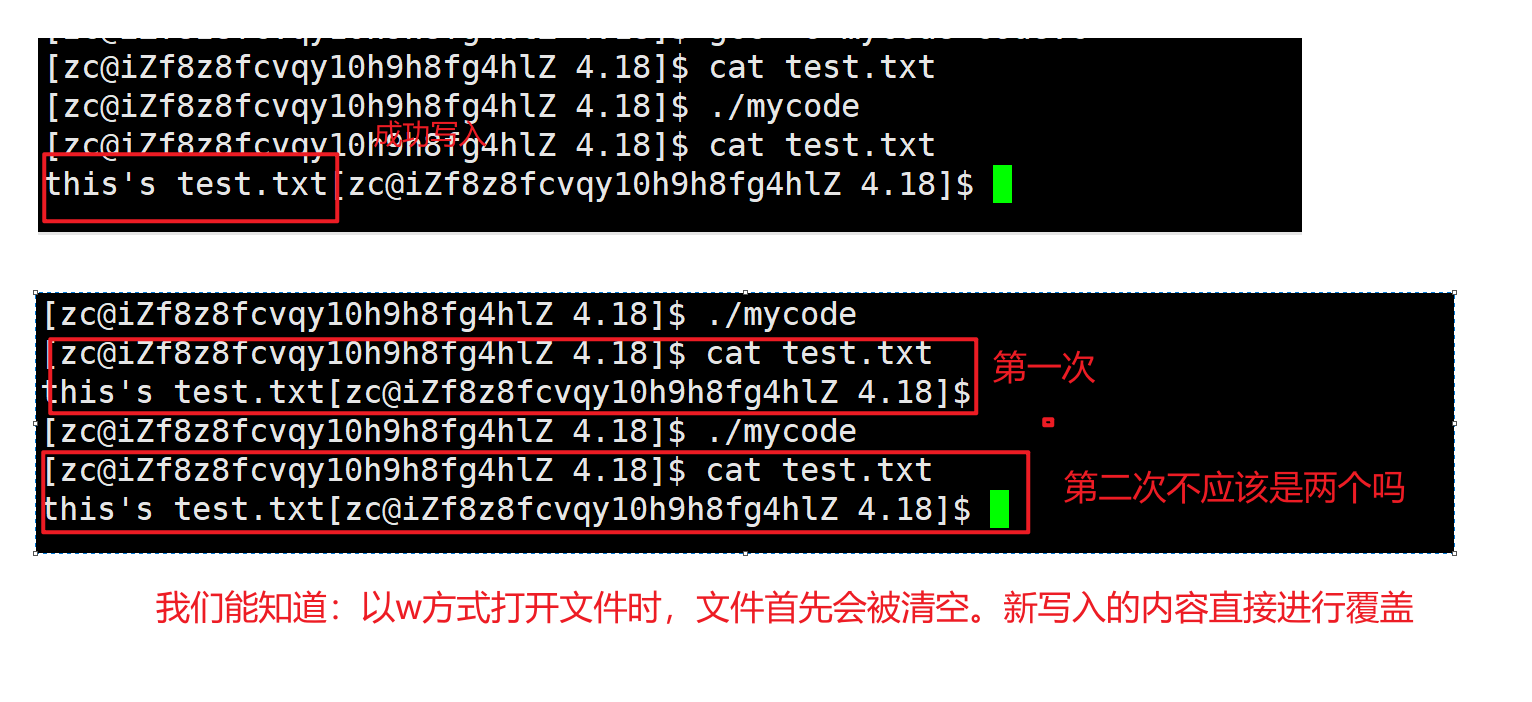 [zc@iZf8z8fcvqy10h9h8fg4hlZ 4.18]$ cat test.txt
[zc@iZf8z8fcvqy10h9h8fg4hlZ 4.18]$ ./mycode
成功写入
[zc@iZf8z8fcvqy10h9h8fg4hlZ 4.18]$ cat test.txt
this's test.txt[zc@iZf8z8fcvqy10h9h8fg4hlZ 4.18]$
[zc@iZf8z8fcvqy10h9h8fg4hlZ 4.18]$ ./mycode
[zc@iZf8z8fcvqy10h9h8fg4hlZ 4.18]$ cat test.txt
第一次
this's test.txt[zc@iZf8z8fcvqy10h9h8fg4hlZ 4.18]$
[zc@iZf8z8fcvqy10h9h8fg4hlZ 4.18]$ ./mycode
[zc@iZf8z8fcvqy10h9h8fg4hlZ 4.18]$ cat test.txt
第二次不应该是两个吗
this's test.txt[zc@iZf8z8fcvqy10h9h8fg4hlZ 4.18]$
我们能知道：以w方式打开文件时，文件首先会被清空。新写入的内容直接进行覆盖